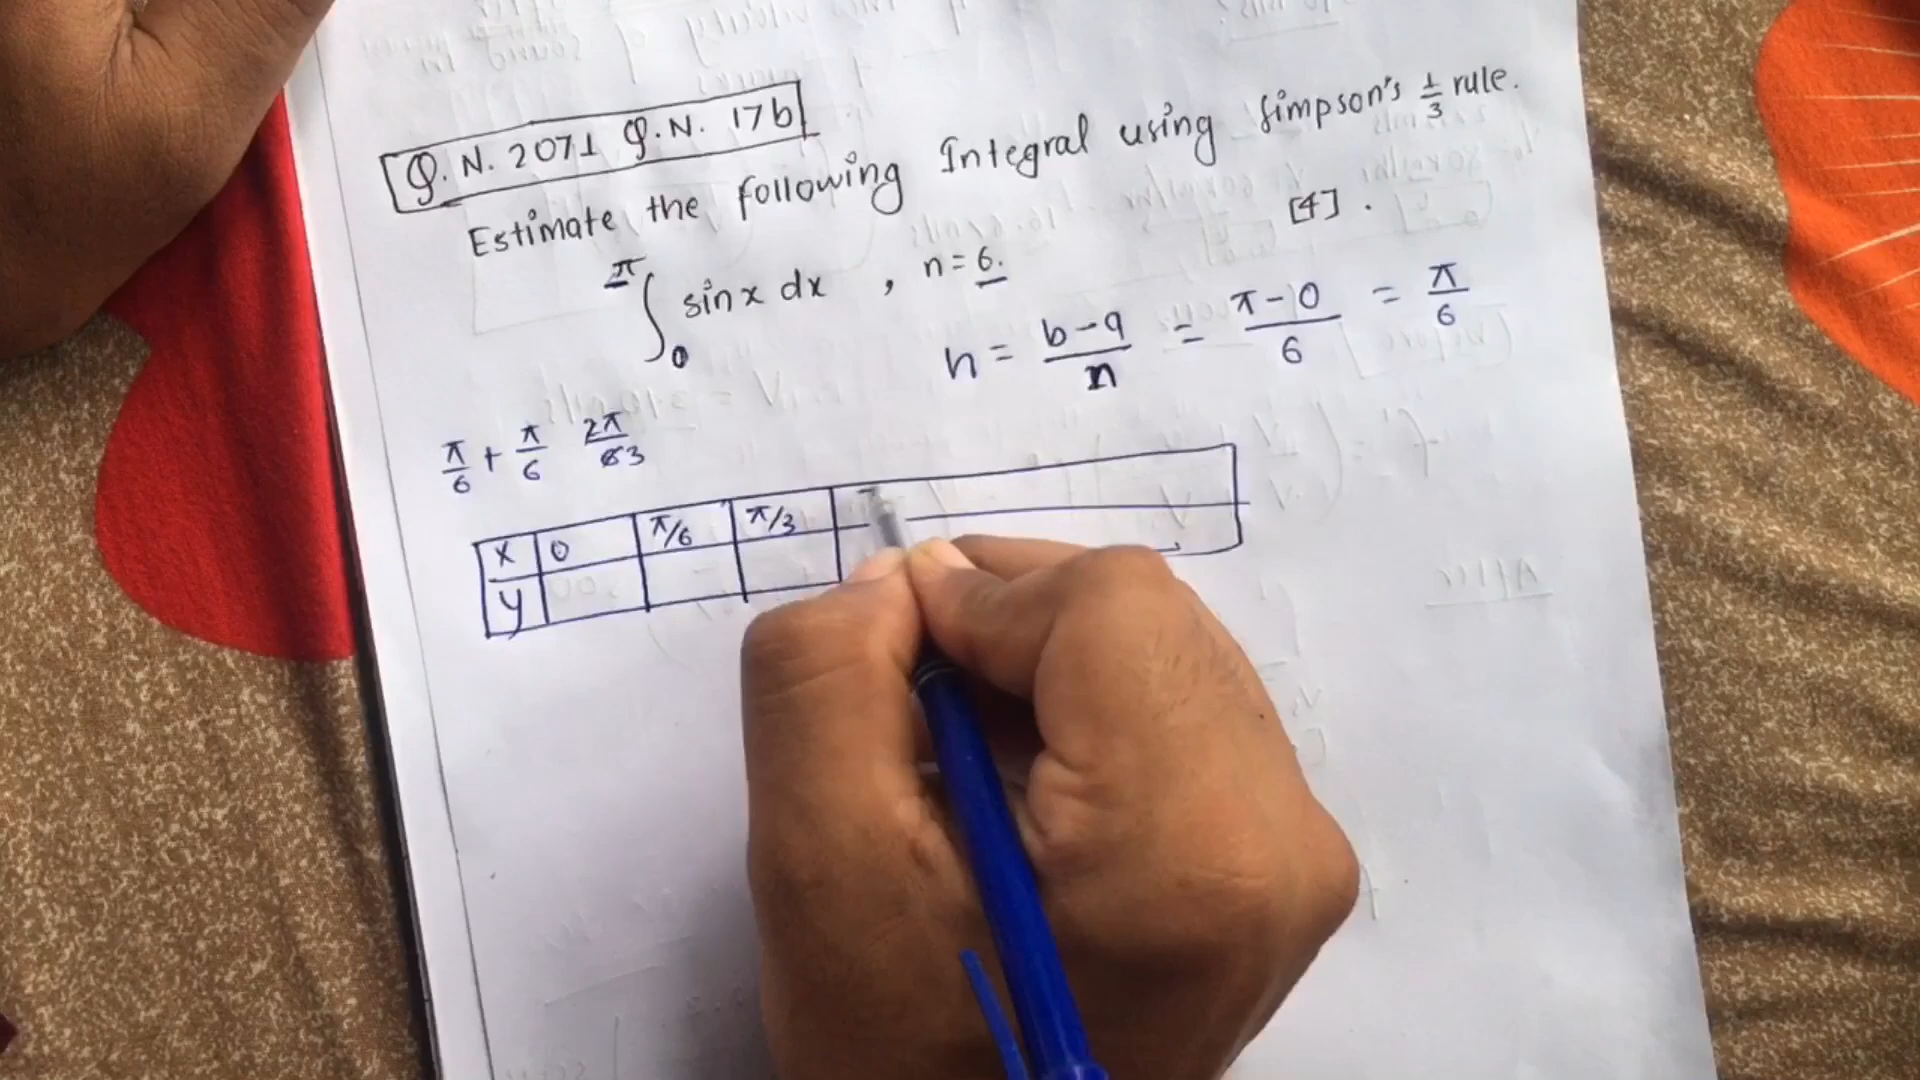 Q.N. 2071 Q.N. 17b
Estimate the following Integral using Simpson's 1/3 rule.
[4].
∫₀^π sinx dx , n = 6.
h = b-a/n = π-0/6 = π/6
π/6 + π/6 2π/63
x 0 π/6 π/3
y